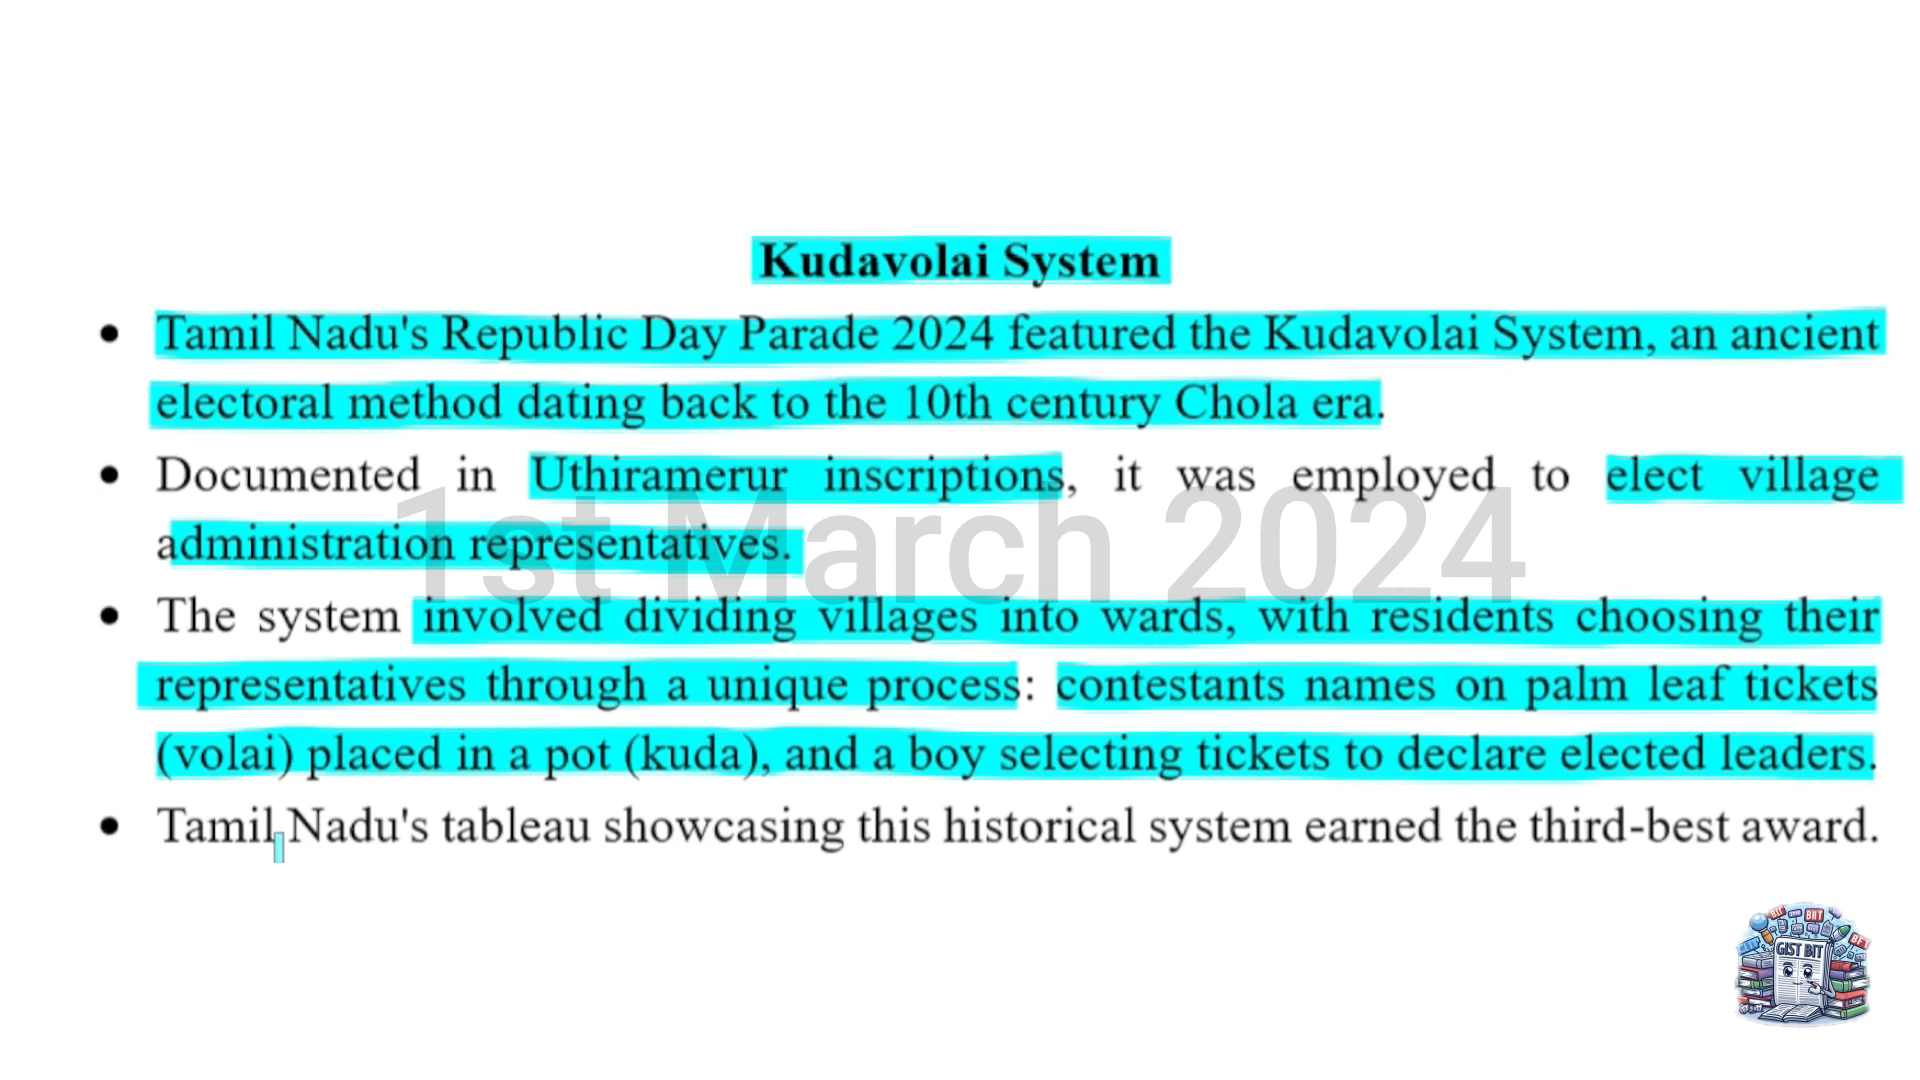 Kudavolai System
• Tamil Nadu's Republic Day Parade 2024 featured the Kudavolai System, an ancient
electoral method dating back to the 10th century Chola era.
• Documented in Uthiramerur inscriptions, it was employed to elect village
administration representatives.
1st March 2024
• The system involved dividing villages into wards, with residents choosing their
representatives through a unique process: contestants names on palm leaf tickets
(volai) placed in a pot (kuda), and a boy selecting tickets to declare elected leaders.
• Tamil Nadu's tableau showcasing this historical system earned the third-best award.
GIST BIT